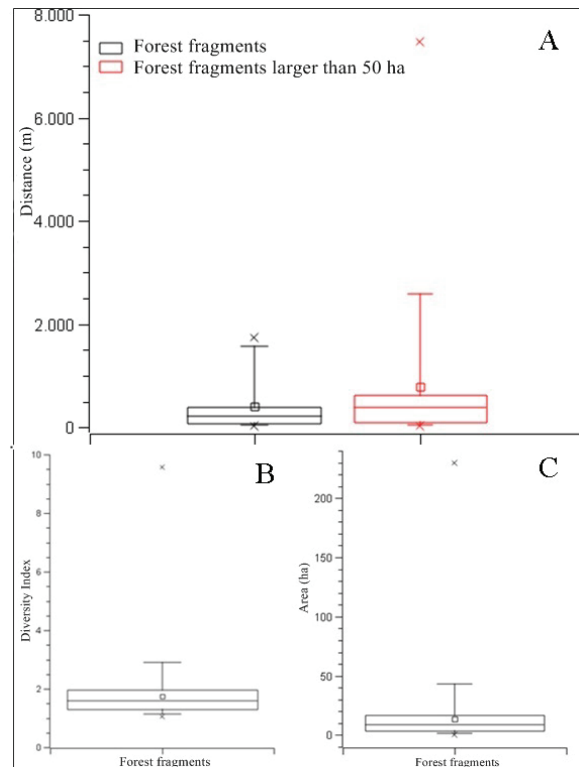 8.000
A
Forest fragments
Forest fragments larger than 50 ha
6.000
Distance (m)
4.000
2.000
0
10
B
8
6
Diversity Index
4
2
0
Forest fragments
C
200
150
Area (ha)
100
50
0
Forest fragments